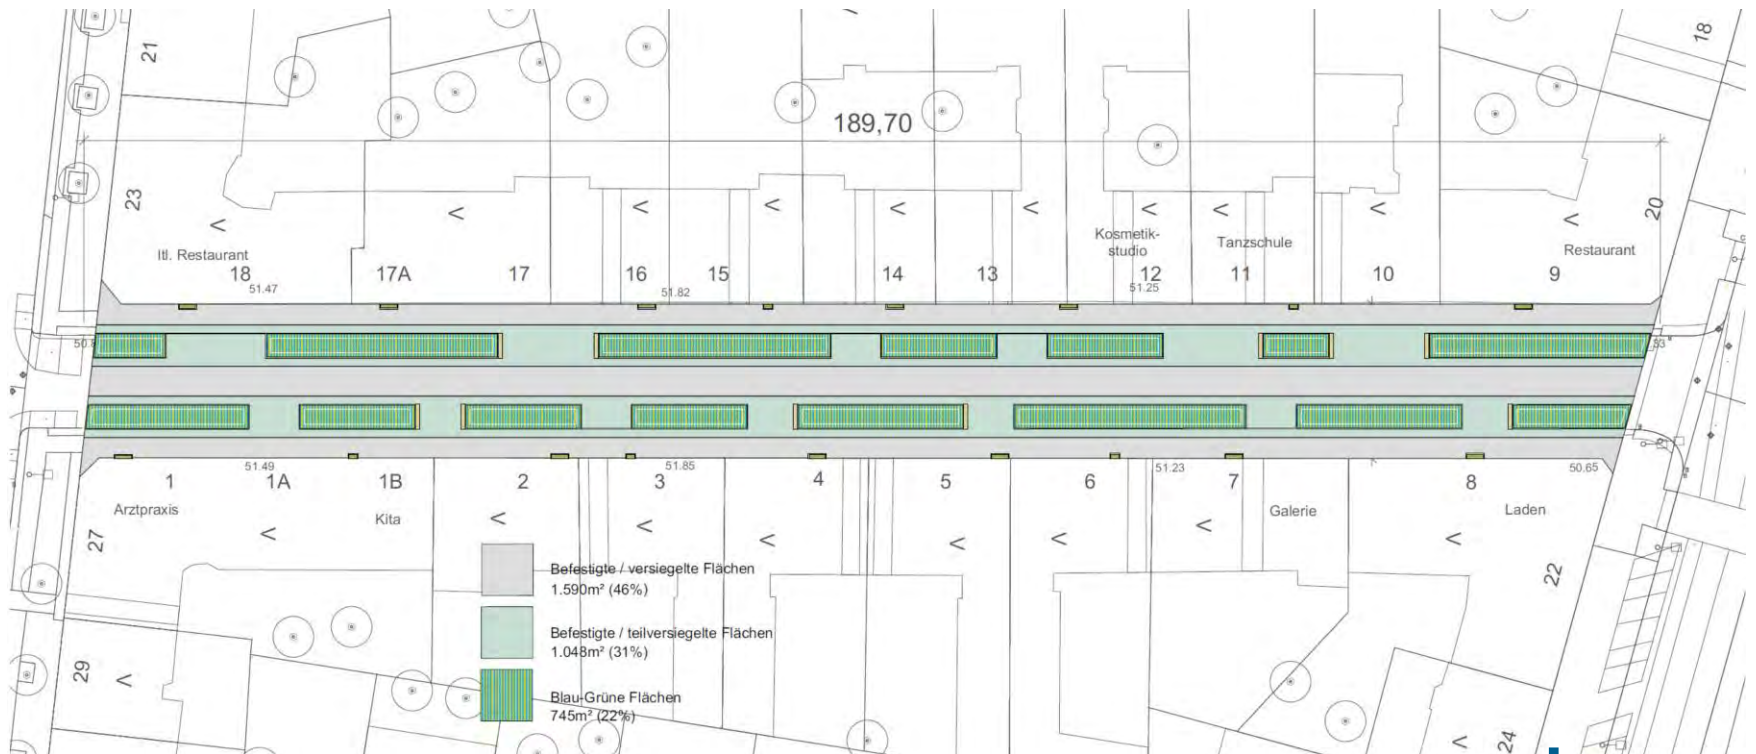 21
18
189,70
23
20
Itl. Restaurant
Kosmetik-
studio
Tanzschule
Restaurant
18
17A
17
16
15
14
13
12
11
10
9
51.47
51.82
51.25
51.49
51.85
51.23
50.65
1
1A
1B
2
3
4
5
6
7
8
Arztpraxis
Kita
Galerie
Laden
27
22
Befestigte / versiegelte Flächen
1.590m² (46%)
Befestigte / teilversiegelte Flächen
1.048m² (31%)
29
Blau-Grüne Flächen
745m² (22%)
24